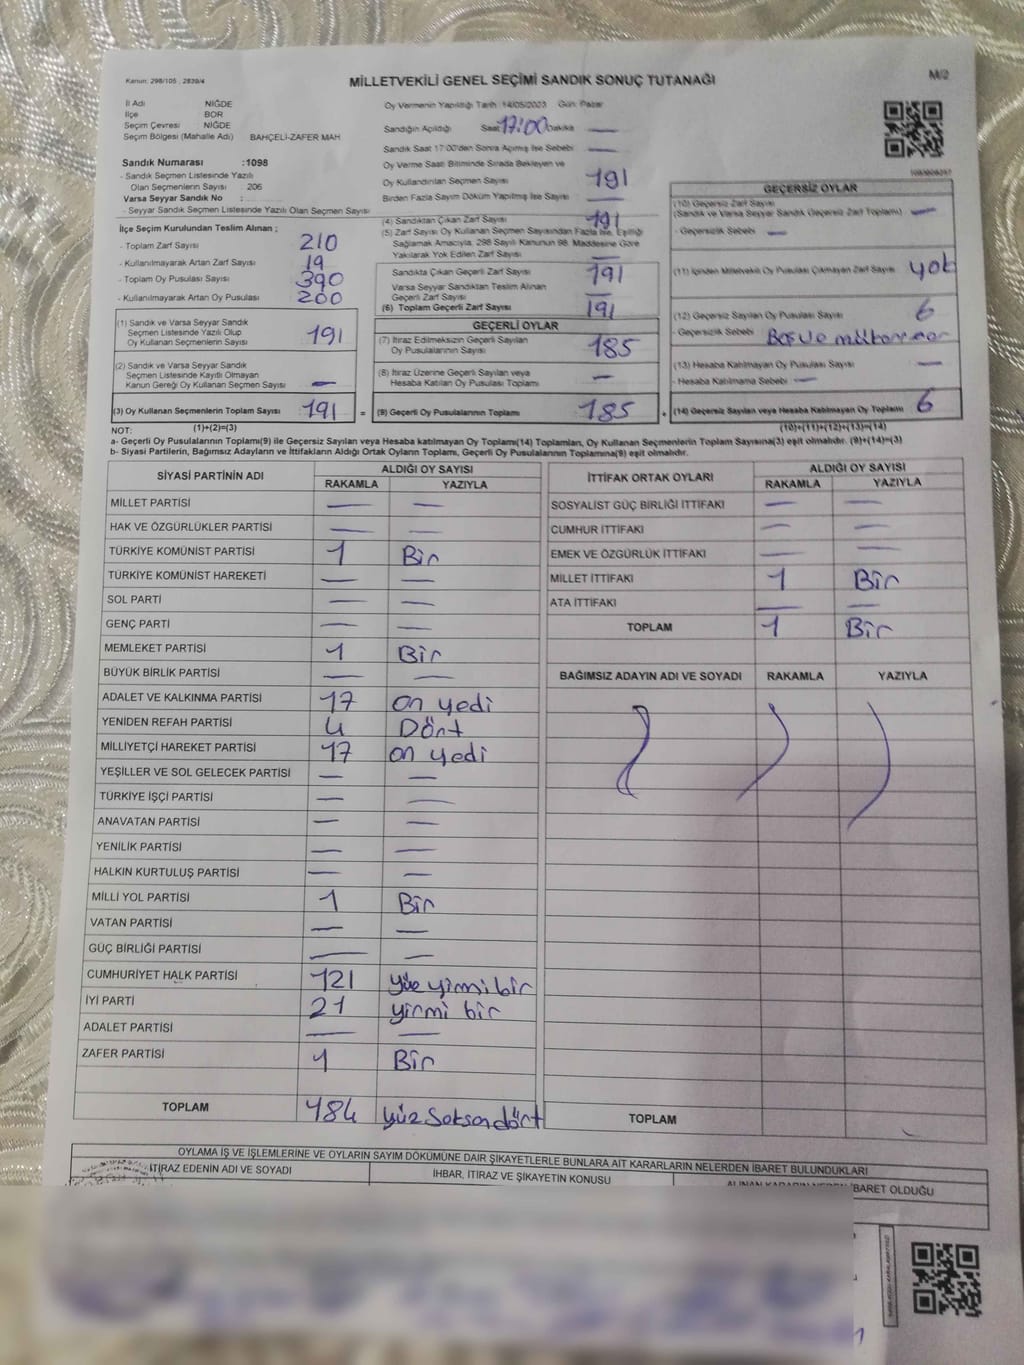 Kanun: 298/105 , 2839/4
MİLLETVEKİLİ GENEL SEÇİMİ SANDIK SONUÇ TUTANAĞI
M/2
İl Adı NİĞDE
İlçe BOR
Seçim Çevresi NİĞDE
Seçim Bölgesi (Mahalle Adı) BAHÇELİ-ZAFER MAH
Sandık Numarası :1098
- Sandık Seçmen Listesinde Yazılı
Olan Seçmenlerin Sayısı : 206
Varsa Seyyar Sandık No :
- Seyyar Sandık Seçmen Listesinde Yazılı Olan Seçmen Sayısı
İlçe Seçim Kurulundan Teslim Alınan ;
- Toplam Zarf Sayısı 210
- Kullanılmayarak Artan Zarf Sayısı 19
- Toplam Oy Pusulası Sayısı 390
- Kullanılmayarak Artan Oy Pusulası 200
(1) Sandık ve Varsa Seyyar Sandık
Seçmen Listesinde Yazılı Olup
Oy Kullanan Seçmenlerin Sayısı 191
(2) Sandık ve Varsa Seyyar Sandık
Seçmen Listesinde Kayıtlı Olmayan
Kanun Gereği Oy Kullanan Seçmen Sayısı —
(3) Oy Kullanan Seçmenlerin Toplam Sayısı 191 =
Oy Vermenin Yapıldığı Tarih :14/05/2023 Gün: Pazar
Sandığın Açıldığı Saat 17:00 Dakika —
Sandık Saat 17:00'den Sonra Açılmış İse Sebebi —
Oy Verme Saati Bitiminde Sırada Bekleyen ve
Oy Kullandırılan Seçmen Sayısı 191
Birden Fazla Sayım Döküm Yapılmış İse Sayısı —
(4) Sandıktan Çıkan Zarf Sayısı 191
(5) Zarf Sayısı Oy Kullanan Seçmen Sayısından Fazla İse, Eşitliği
Sağlamak Amacıyla, 298 Sayılı Kanunun 98. Maddesine Göre
Yakılarak Yok Edilen Zarf Sayısı —
Sandıkta Çıkan Geçerli Zarf Sayısı 191
Varsa Seyyar Sandıktan Teslim Alınan
Geçerli Zarf Sayısı —
(6) Toplam Geçerli Zarf Sayısı 191
GEÇERLİ OYLAR
(7) İtiraz Edilmeksizin Geçerli Sayılan
Oy Pusulalarının Sayısı 185
(8) İtiraz Üzerine Geçerli Sayılan veya
Hesaba Katılan Oy Pusulası Toplamı —
(9) Geçerli Oy Pusulalarının Toplamı 185 +
GEÇERSİZ OYLAR
(10) Geçersiz Zarf Sayısı
(Sandık ve Varsa Seyyar Sandık Geçersiz Zarf Toplamı) —
- Geçersizlik Sebebi —
(11) İçinden Milletvekili Oy Pusulası Çıkmayan Zarf Sayısı yok
(12) Geçersiz Sayılan Oy Pusulası Sayısı 6
- Geçersizlik Sebebi Boş ve
(13) Hesaba Katılmayan Oy Pusulası Sayısı —
- Hesaba Katılmama Sebebi —
(14) Geçersiz Sayılan veya Hesaba Katılmayan Oy Toplamı 6
NOT: (1)+(2)=(3) (10)+(11)+(12)+(13)=(14)
a- Geçerli Oy Pusulalarının Toplamı(9) ile Geçersiz Sayılan veya Hesaba katılmayan Oy Toplamı(14) Toplamları, Oy Kullanan Seçmenlerin Toplam Sayısına(3) eşit olmalıdır. (9)+(14)=(3)
b- Siyasi Partilerin, Bağımsız Adayların ve İttifakların Aldığı Ortak Oyların Toplamı, Geçerli Oy Pusulalarının Toplamına(9) eşit olmalıdır.
SİYASİ PARTİNİN ADI ALDIĞI OY SAYISI
RAKAMLA YAZIYLA
MİLLET PARTİSİ — —
HAK VE ÖZGÜRLÜKLER PARTİSİ — —
TÜRKİYE KOMÜNİST PARTİSİ 1 Bir
TÜRKİYE KOMÜNİST HAREKETİ — —
SOL PARTİ — —
GENÇ PARTİ — —
MEMLEKET PARTİSİ 1 Bir
BÜYÜK BİRLİK PARTİSİ — —
ADALET VE KALKINMA PARTİSİ 17 on yedi
YENİDEN REFAH PARTİSİ 4 Dört
MİLLİYETÇİ HAREKET PARTİSİ 17 on yedi
YEŞİLLER VE SOL GELECEK PARTİSİ — —
TÜRKİYE İŞÇİ PARTİSİ — —
ANAVATAN PARTİSİ — —
YENİLİK PARTİSİ — —
HALKIN KURTULUŞ PARTİSİ — —
MİLLİ YOL PARTİSİ 1 Bir
VATAN PARTİSİ — —
GÜÇ BİRLİĞİ PARTİSİ — —
CUMHURİYET HALK PARTİSİ 121 yüz yirmi bir
İYİ PARTİ 21 yirmi bir
ADALET PARTİSİ — —
ZAFER PARTİSİ 1 Bir
TOPLAM 184 yüz seksen dört
İTTİFAK ORTAK OYLARI ALDIĞI OY SAYISI
RAKAMLA YAZIYLA
SOSYALİST GÜÇ BİRLİĞİ İTTİFAKI — —
CUMHUR İTTİFAKI — —
EMEK VE ÖZGÜRLÜK İTTİFAKI — —
MİLLET İTTİFAKI 1 Bir
ATA İTTİFAKI — —
TOPLAM 1 Bir
BAĞIMSIZ ADAYIN ADI VE SOYADI RAKAMLA YAZIYLA
TOPLAM
OYLAMA İŞ VE İŞLEMLERİNE VE OYLARIN SAYIM DÖKÜMÜNE DAİR ŞİKAYETLERLE BUNLARA AİT KARARLARIN NELERDEN İBARET BULUNDUKLARI
İTİRAZ EDENİN ADI VE SOYADI
İHBAR, İTİRAZ VE ŞİKAYETİN KONUSU
ALINAN KARARIN NEDEN İBARET OLDUĞU